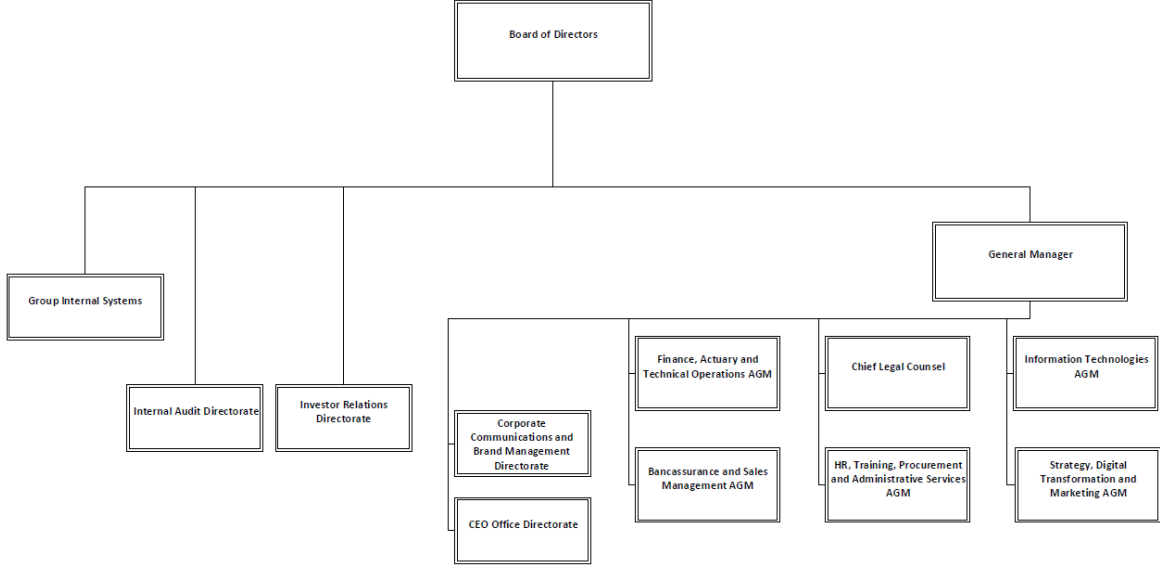 Board of Directors
General Manager
Group Internal Systems
Internal Audit Directorate
Investor Relations
Directorate
Corporate
Communications and
Brand Management
Directorate
CEO Office Directorate
Finance, Actuary and
Technical Operations AGM
Bancassurance and Sales
Management AGM
Chief Legal Counsel
HR, Training, Procurement
and Administrative Services
AGM
Information Technologies
AGM
Strategy, Digital
Transformation and
Marketing AGM